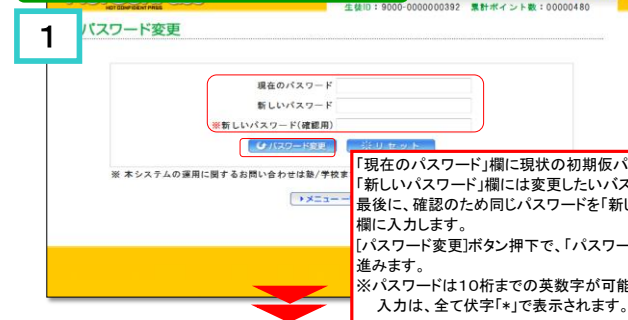 生徒ID：9000-0000000392 累計ポイント数：00000480
1
パスワード変更
現在のパスワード
新しいパスワード
※新しいパスワード(確認用)
パスワード変更
リセット
※ 本システムの運用に関するお問い合わせは塾/学校ま
メニュー
「現在のパスワード」欄に現状の初期仮パ
「新しいパスワード」欄には変更したいパス
最後に、確認のため同じパスワードを「新し
欄に入力します。
[パスワード変更]ボタン押下で、「パスワー
進みます。
※パスワードは１０桁までの英数字が可能
入力は、全て伏字「*」で表示されます。